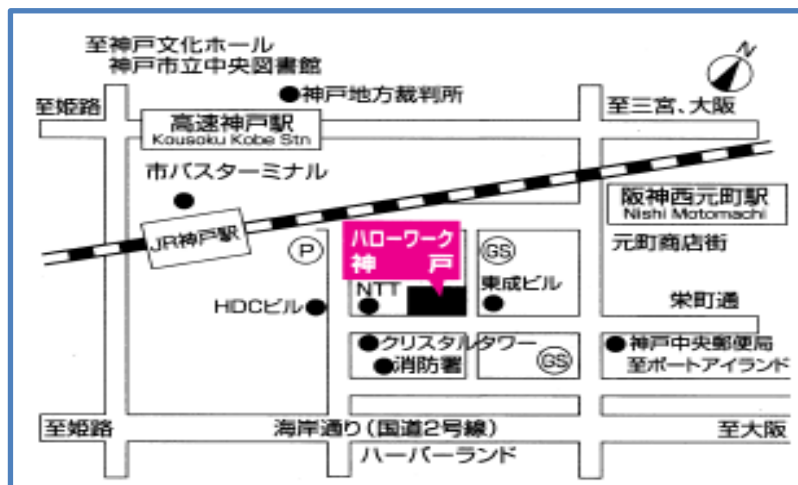 至神戸文化ホール
神戸市立中央図書館
N
神戸地方裁判所
至姫路
至三宮、大阪
高速神戸駅
Kousoku Kobe Stn
市バスターミナル
阪神西元町駅
Nishi Motomachi
JR神戸駅
P
ハローワーク
神戸
GS
元町商店街
NTT
東成ビル
HDCビル
栄町通
クリスタルタワー
消防署
GS
神戸中央郵便局
至ポートアイランド
至姫路
海岸通り(国道2号線)
至大阪
ハーバーランド